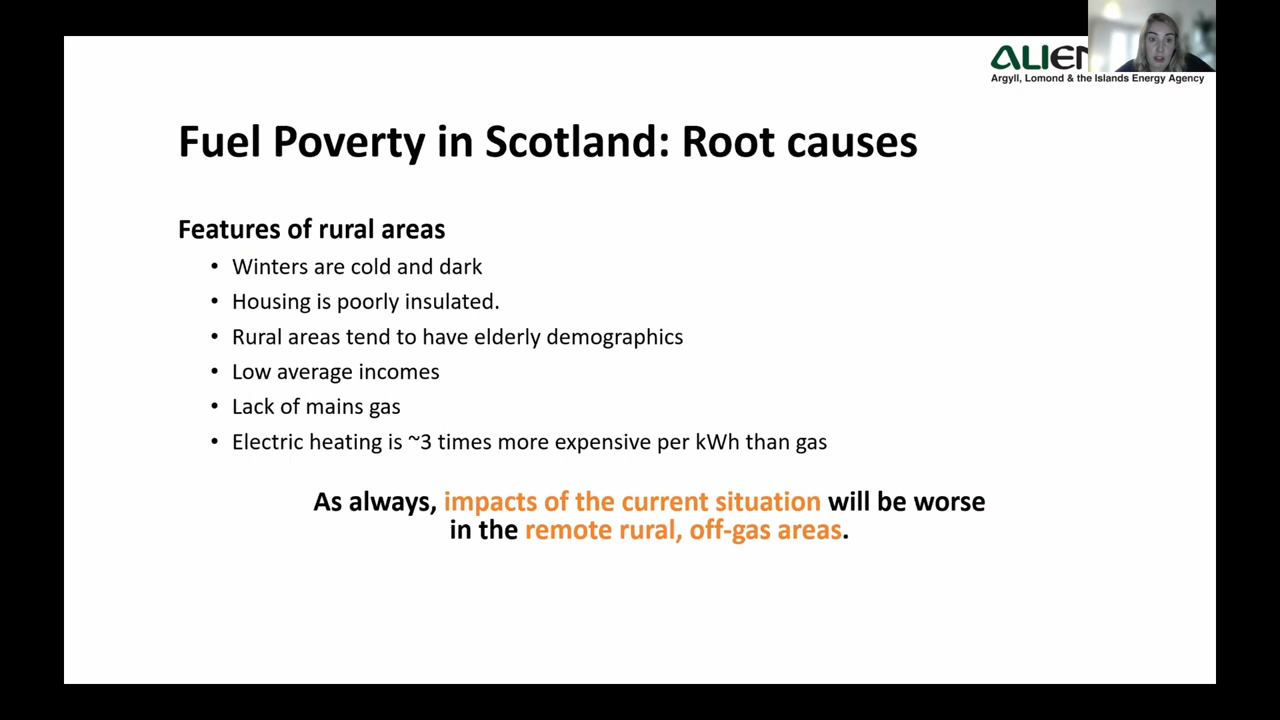 Argyll, Lomond & the Islands Energy Agency
Fuel Poverty in Scotland: Root causes
Features of rural areas
• Winters are cold and dark
• Housing is poorly insulated.
• Rural areas tend to have elderly demographics
• Low average incomes
• Lack of mains gas
• Electric heating is ~3 times more expensive per kWh than gas
As always, impacts of the current situation will be worse
in the remote rural, off-gas areas.